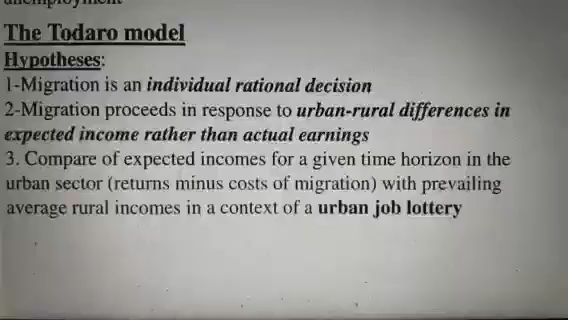 unemployment
The Todaro model
Hypotheses:
1-Migration is an individual rational decision
2-Migration proceeds in response to urban-rural differences in
expected income rather than actual earnings
3. Compare of expected incomes for a given time horizon in the
urban sector (returns minus costs of migration) with prevailing
average rural incomes in a context of a urban job lottery